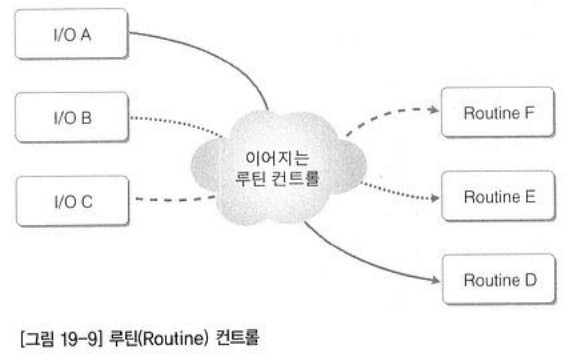 I/O A
I/O B
I/O C
이어지는
루틴 컨트롤
Routine F
Routine E
Routine D
[그림 19-9] 루틴(Routine) 컨트롤